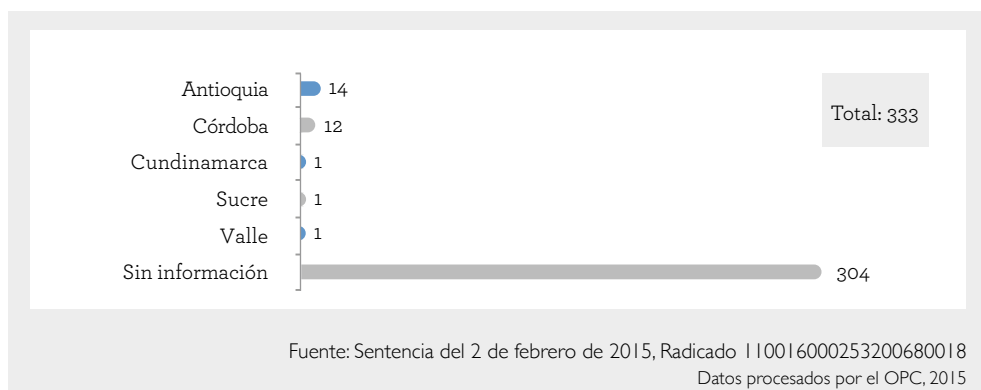 Antioquia 14
Córdoba 12
Cundinamarca 1
Sucre 1
Valle 1
Sin información 304
Total: 333
Fuente: Sentencia del 2 de febrero de 2015, Radicado 110016000253200680018
Datos procesados por el OPC, 2015